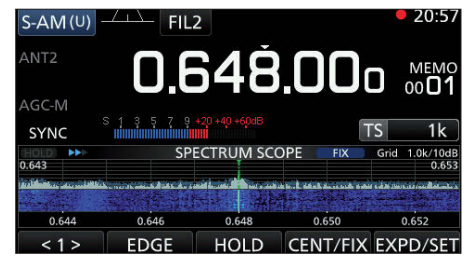 S-AM(U) FIL2 20:57
ANT2
0.648.000 MEMO
0001
AGC-M
S 1 3 5 7 9 +20 +40 +60dB
SYNC TS 1k
HOLD SPECTRUM SCOPE FIX Grid 1.0k/10dB
0.643 0.653
0.644 0.646 0.648 0.650 0.652
< 1 > EDGE HOLD CENT/FIX EXPD/SET